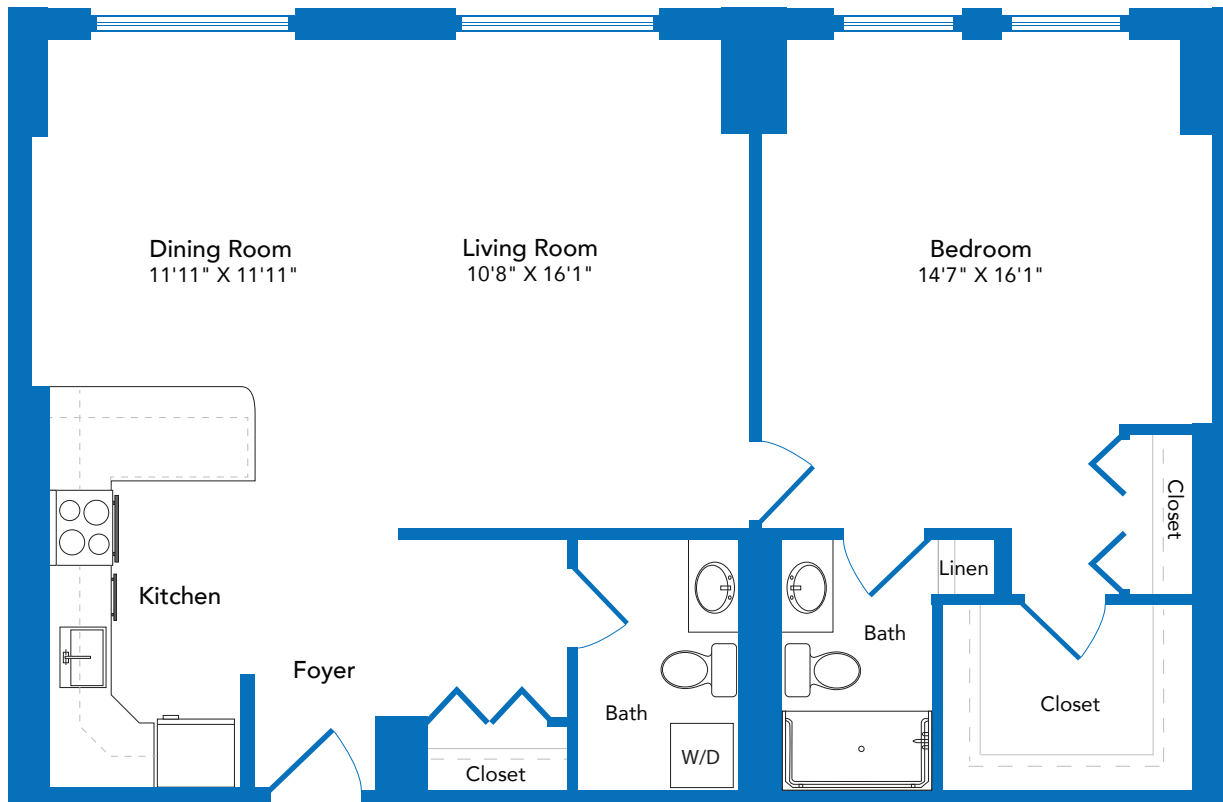 Dining Room
11'11" X 11'11"
Living Room
10'8" X 16'1"
Bedroom
14'7" X 16'1"
Closet
Linen
Kitchen
Bath
Foyer
Closet
Bath
W/D
Closet